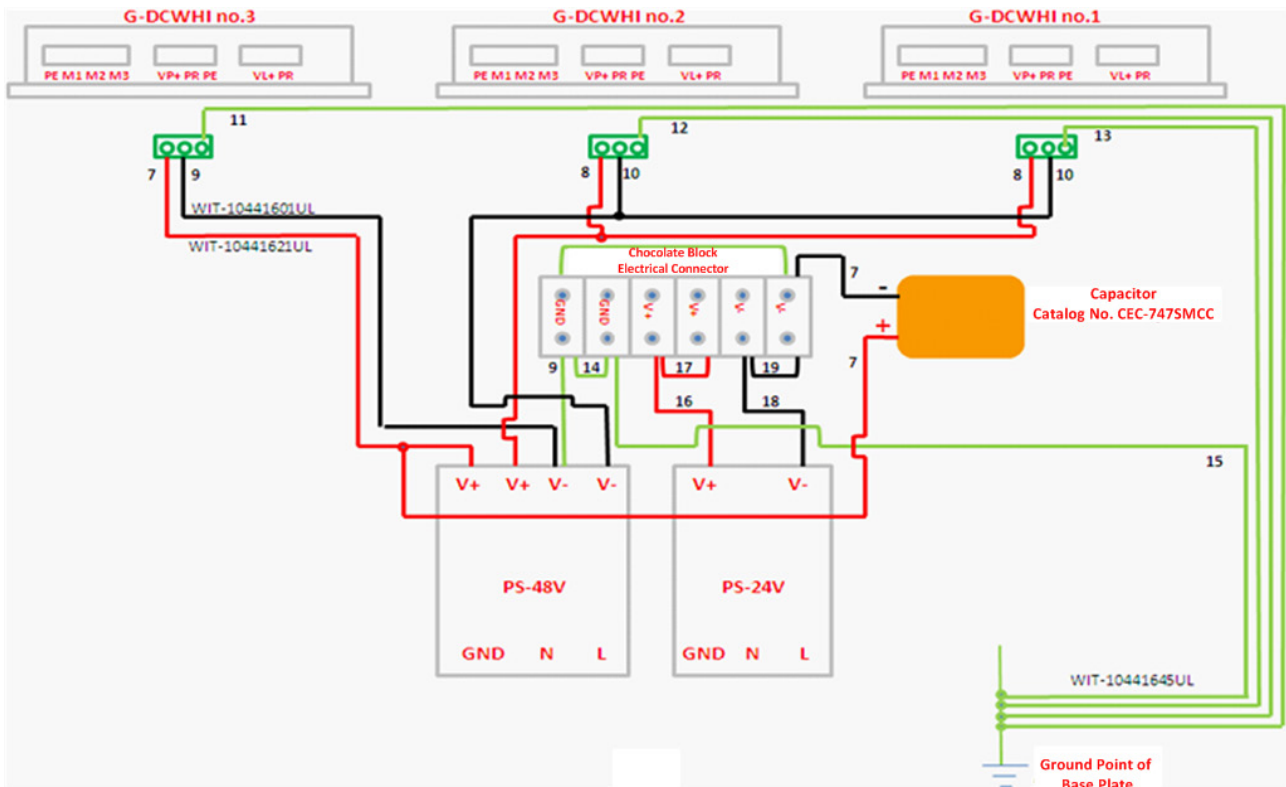 G-DCWHI no.3
G-DCWHI no.2
G-DCWHI no.1
PE M1 M2 M3
VP+ PR PE
VL+ PR
PE M1 M2 M3
VP+ PR PE
VL+ PR
PE M1 M2 M3
VP+ PR PE
VL+ PR
11
12
13
7
9
8
10
8
10
WIT-10441601UL
WIT-10441621UL
Chocolate Block
Electrical Connector
GND
GND
V+
V+
V-
V-
7
-
+
7
Capacitor
Catalog No. CEC-747SMCC
9
14
17
19
16
18
15
V+
V+
V-
V-
V+
V-
PS-48V
PS-24V
GND
N
L
GND
N
L
WIT-10441645UL
Ground Point of
Base Plate